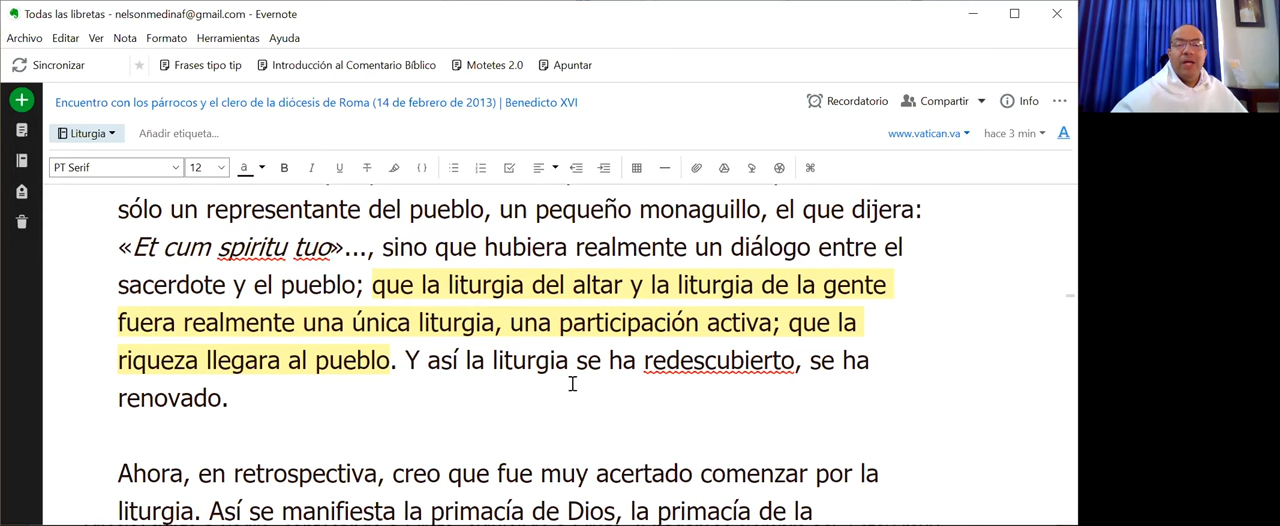 Todas las libretas - nelsonmedinaf@gmail.com - Evernote
Archivo Editar Ver Nota Formato Herramientas Ayuda
Sincronizar Frases tipo tip Introducción al Comentario Bíblico Motetes 2.0 Apuntar
Encuentro con los párrocos y el clero de la diócesis de Roma (14 de febrero de 2013) | Benedicto XVI Recordatorio Compartir Info
Liturgia Añadir etiqueta... www.vatican.va hace 3 min A
PT Serif 12 a B I U T
sólo un representante del pueblo, un pequeño monaguillo, el que dijera:
«Et cum spiritu tuo»..., sino que hubiera realmente un diálogo entre el
sacerdote y el pueblo; que la liturgia del altar y la liturgia de la gente
fuera realmente una única liturgia, una participación activa; que la
riqueza llegara al pueblo. Y así la liturgia se ha redescubierto, se ha
renovado.
Ahora, en retrospectiva, creo que fue muy acertado comenzar por la
liturgia. Así se manifiesta la primacía de Dios, la primacía de la